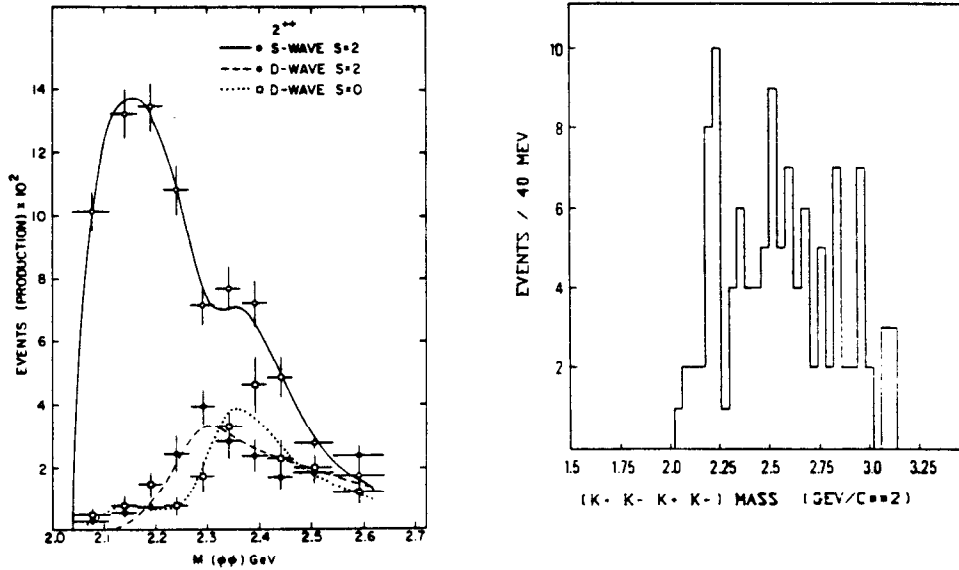 2++
• S-WAVE S=2
• D-WAVE S=2
o D-WAVE S=0
EVENTS (PRODUCTION) × 10²
14
12
10
8
6
4
2
2.0 2.1 2.2 2.3 2.4 2.5 2.6 2.7
M (φφ) GeV
EVENTS / 40 MEV
10
8
6
4
2
1.5 2.0 2.25 2.5 2.75 3.0 3.25
(K+ K- K+ K-) MASS (GEV/C**2)